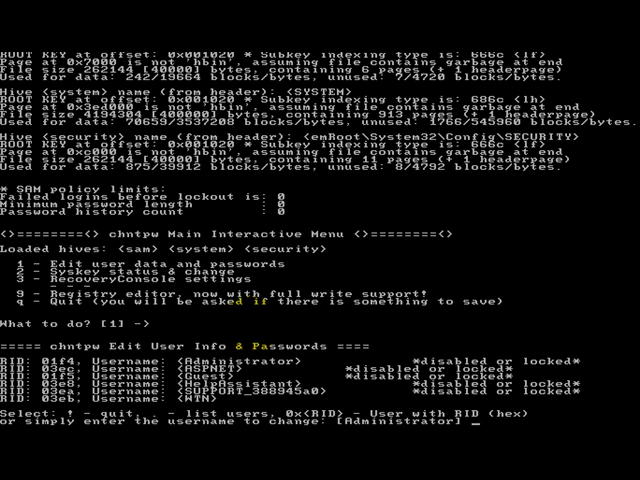 ROOT KEY at offset: 0x001020 * Subkey indexing type is: 666c <lf>
Page at 0x7000 is not 'hbin', assuming file contains garbage at end
File size 262144 [40000] bytes, containing 6 pages (+ 1 headerpage)
Used for data: 242/19664 blocks/bytes, unused: 7/4720 blocks/bytes.
Hive <system> name (from header): <SYSTEM>
ROOT KEY at offset: 0x001020 * Subkey indexing type is: 686c <lh>
Page at 0x3ed000 is not 'hbin', assuming file contains garbage at end
File size 4194304 [400000] bytes, containing 913 pages (+ 1 headerpage)
Used for data: 70659/3537208 blocks/bytes, unused: 1766/545960 blocks/bytes.
Hive <security> name (from header): <emRoot\System32\Config\SECURITY>
ROOT KEY at offset: 0x001020 * Subkey indexing type is: 666c <lf>
Page at 0xc000 is not 'hbin', assuming file contains garbage at end
File size 262144 [40000] bytes, containing 11 pages (+ 1 headerpage)
Used for data: 875/39912 blocks/bytes, unused: 8/4792 blocks/bytes.
* SAM policy limits:
Failed logins before lockout is: 0
Minimum password length : 0
Password history count : 0
<>========<> chntpw Main Interactive Menu <>========<>
Loaded hives: <sam> <system> <security>
1 - Edit user data and passwords
2 - Syskey status & change
3 - RecoveryConsole settings
- - -
9 - Registry editor, now with full write support!
q - Quit (you will be asked if there is something to save)
What to do? [1] ->
===== chntpw Edit User Info & Passwords ====
RID: 01f4, Username: <Administrator> *disabled or locked*
RID: 03ec, Username: <ASPNET> *disabled or locked*
RID: 01f5, Username: <Guest> *disabled or locked*
RID: 03e8, Username: <HelpAssistant> *disabled or locked*
RID: 03ea, Username: <SUPPORT_388945a0> *disabled or locked*
RID: 03eb, Username: <WTN>
Select: ! - quit, . - list users, 0x<RID> - User with RID (hex)
or simply enter the username to change: [Administrator] _